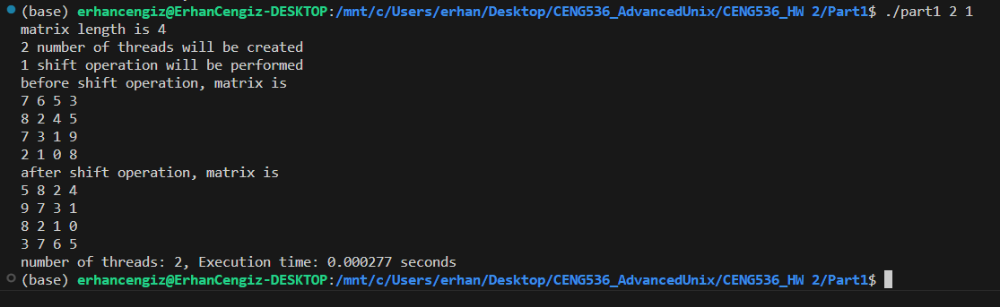 (base) erhancengiz@ErhanCengiz-DESKTOP:/mnt/c/Users/erhan/Desktop/CENG536_AdvancedUnix/CENG536_HW 2/Part1$ ./part1 2 1
matrix length is 4
2 number of threads will be created
1 shift operation will be performed
before shift operation, matrix is
7 6 5 3
8 2 4 5
7 3 1 9
2 1 0 8
after shift operation, matrix is
5 8 2 4
9 7 3 1
8 2 1 0
3 7 6 5
number of threads: 2, Execution time: 0.000277 seconds
(base) erhancengiz@ErhanCengiz-DESKTOP:/mnt/c/Users/erhan/Desktop/CENG536_AdvancedUnix/CENG536_HW 2/Part1$